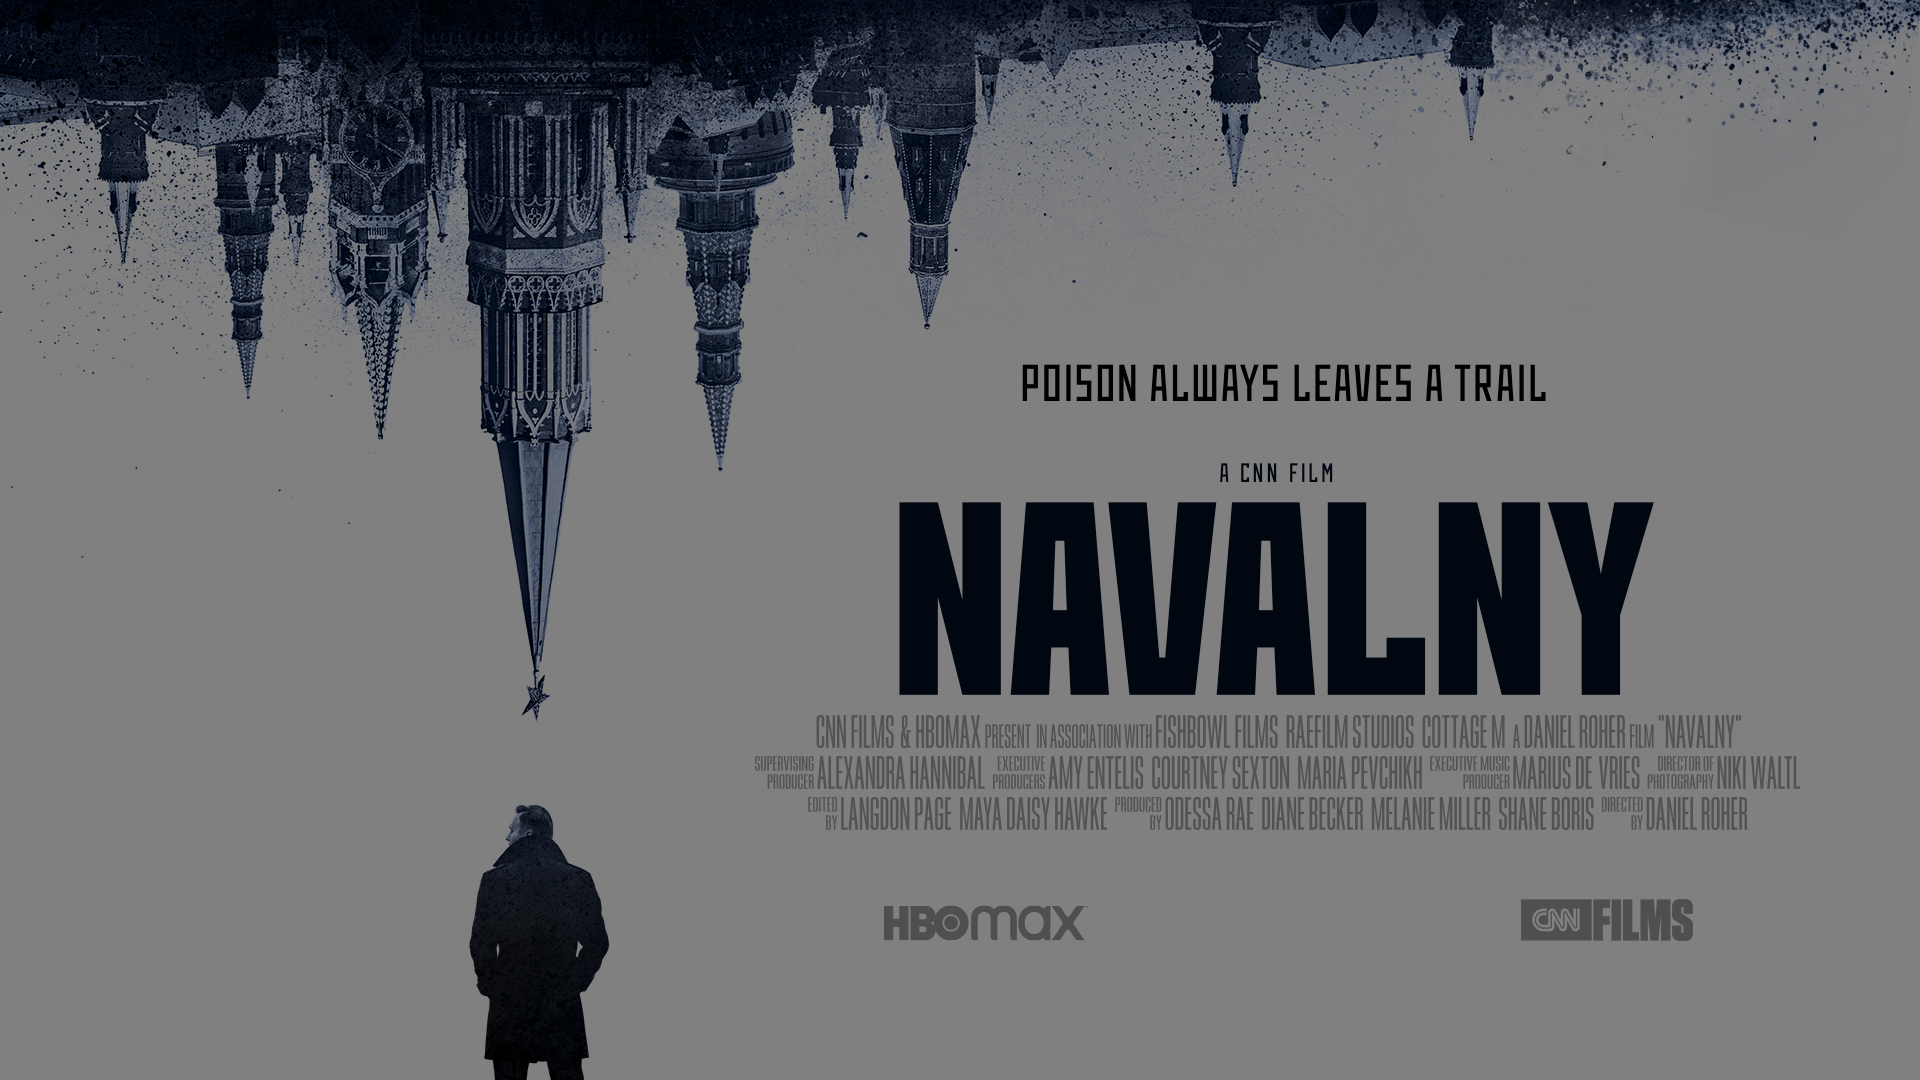 POISON ALWAYS LEAVES A TRAIL
A CNN FILM
NAVALNY
CNN FILMS & HBOMAX PRESENT IN ASSOCIATION WITH FISHBOWL FILMS RAEFILM STUDIOS COTTAGE M A DANIEL ROHER FILM "NAVALNY"
SUPERVISING PRODUCER ALEXANDRA HANNIBAL EXECUTIVE PRODUCERS AMY ENTELIS COURTNEY SEXTON MARIA PEVCHIKH EXECUTIVE MUSIC PRODUCER MARIUS DE VRIES DIRECTOR OF PHOTOGRAPHY NIKI WALTL
EDITED BY LANGDON PAGE MAYA DAISY HAWKE PRODUCED BY ODESSA RAE DIANE BECKER MELANIE MILLER SHANE BORIS DIRECTED BY DANIEL ROHER
HBOMAX CNN FILMS